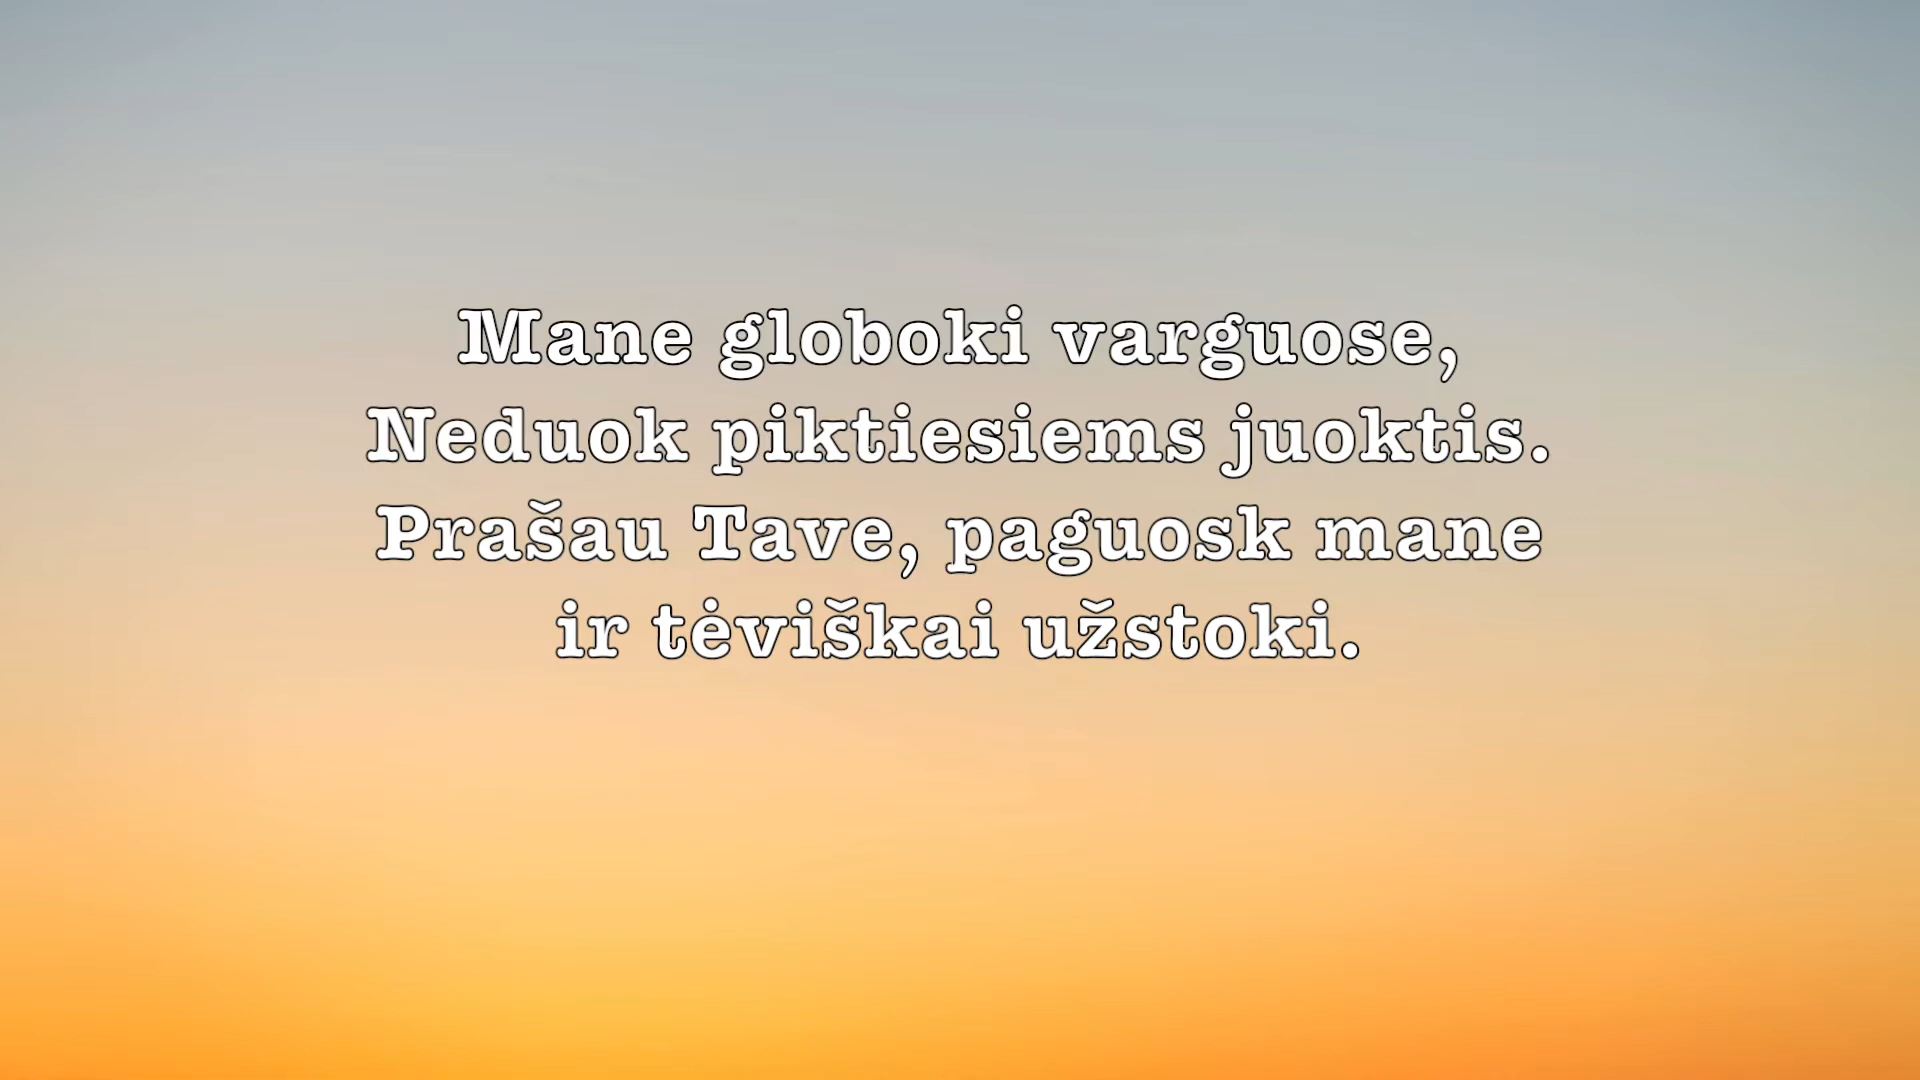 Mane globoki varguose,
Neduok piktiesiems juoktis.
Prašau Tave, paguosk mane
ir tėviškai užstoki.